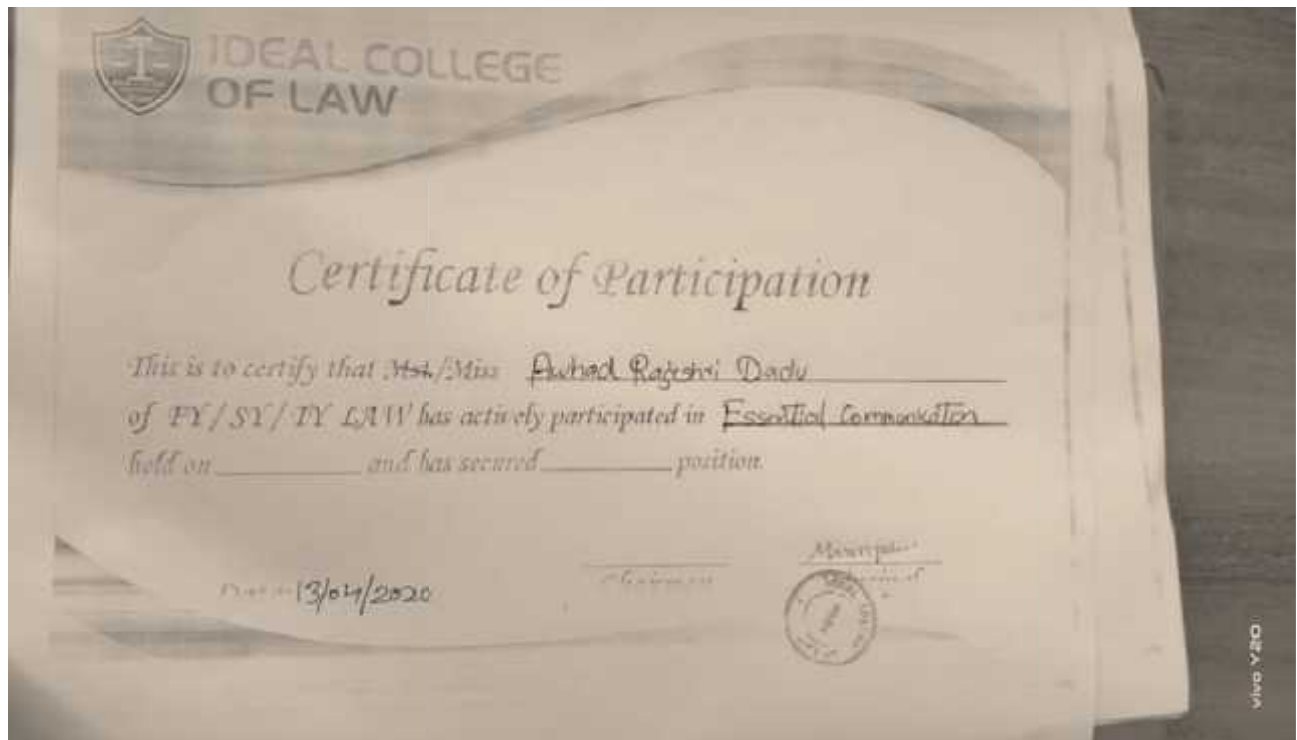 IDEAL COLLEGE
OF LAW
Certificate of Participation
This is to certify that Mr./Miss Awhad Rajeshri Dadu
of FY/SY/TY LAW has actively participated in Essential Communication
held on and has secured position.
13/04/2020
Chairman
vivo Y20